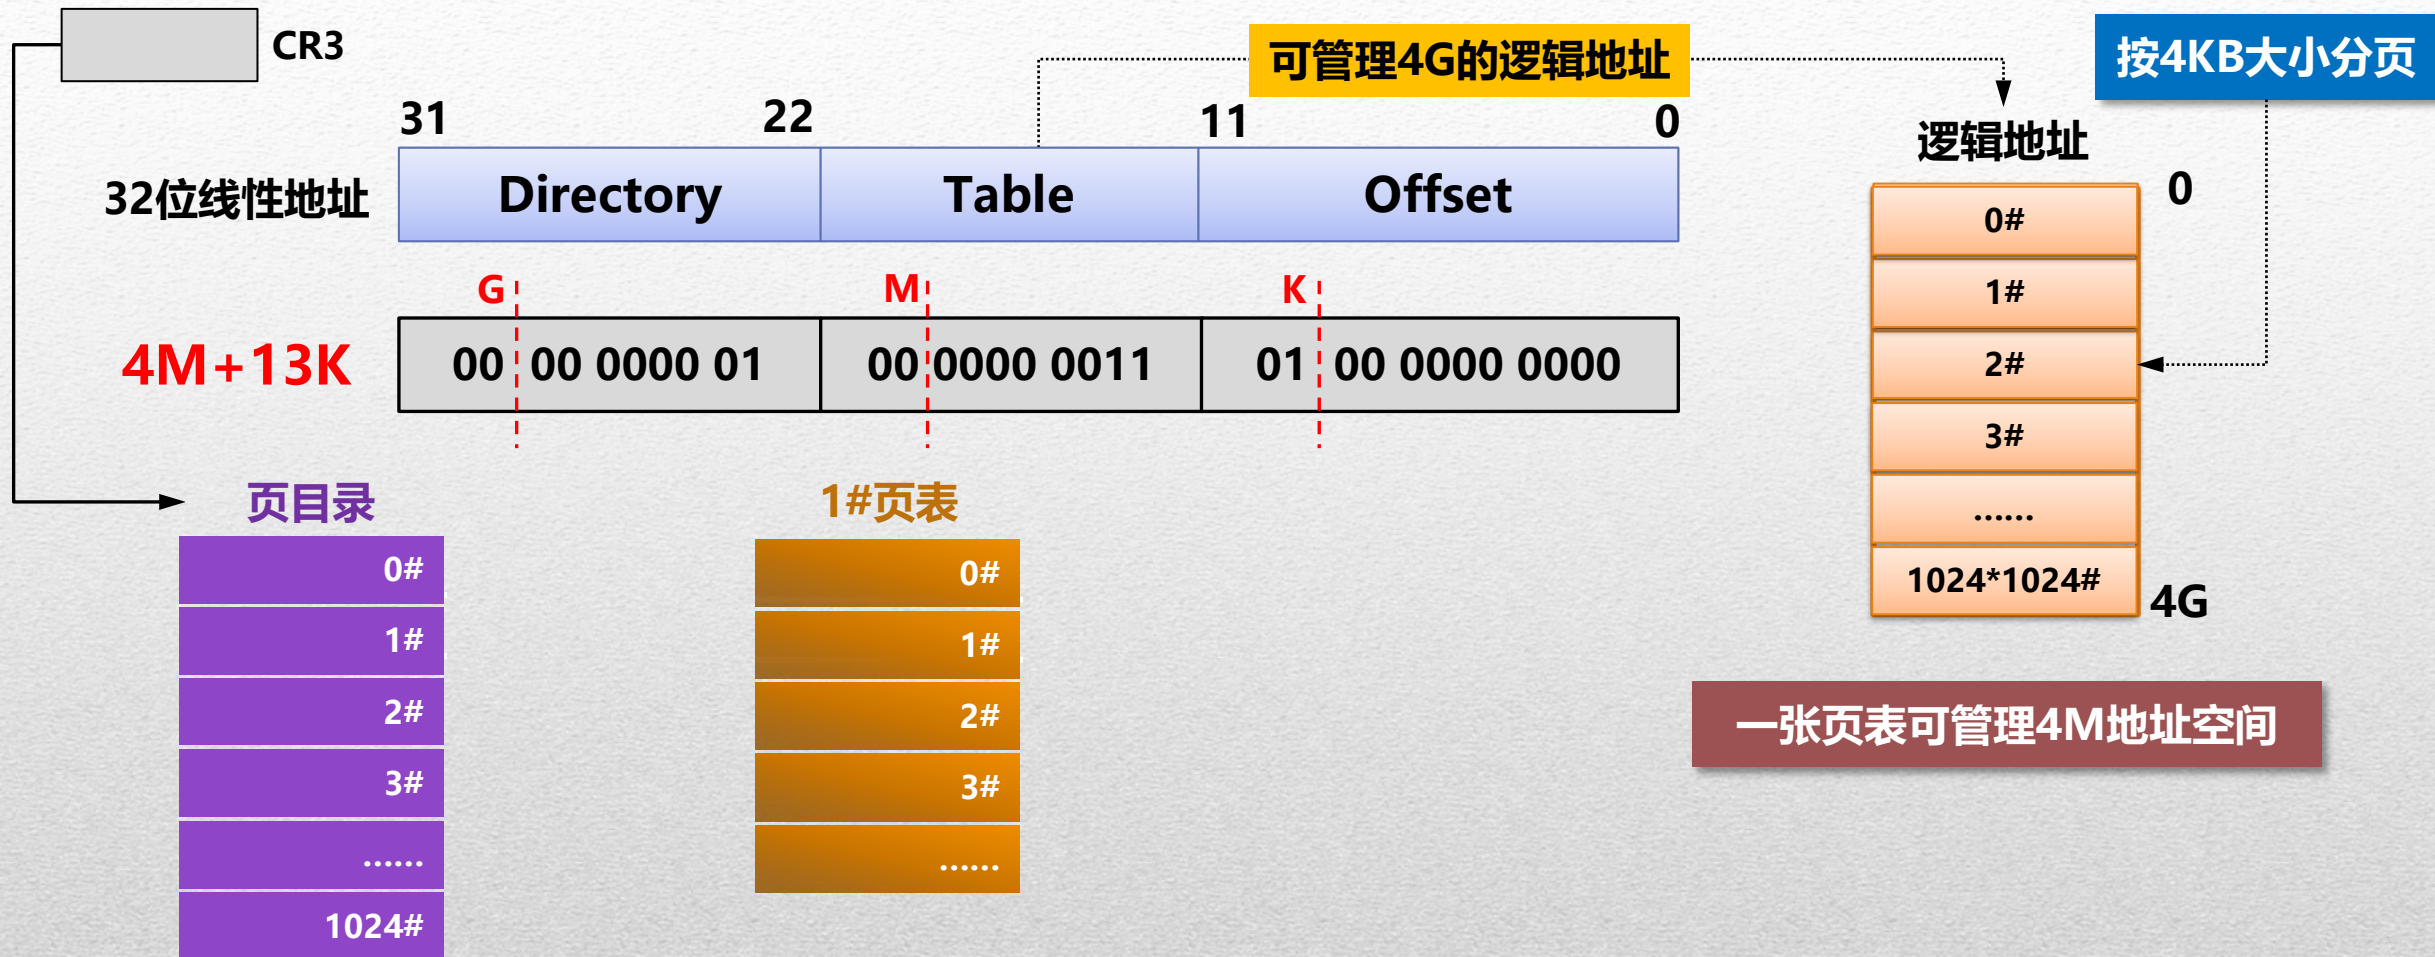 CR3
可管理4G的逻辑地址
按4KB大小分页
31 22 11 0
逻辑地址
32位线性地址 Directory Table Offset
0
0#
1#
2#
3#
……
1024*1024#
4G
G M K
4M+13K 00 00 0000 01 00 0000 0011 01 00 0000 0000
页目录
0#
1#
2#
3#
……
1024#
1#页表
0#
1#
2#
3#
……
一张页表可管理4M地址空间